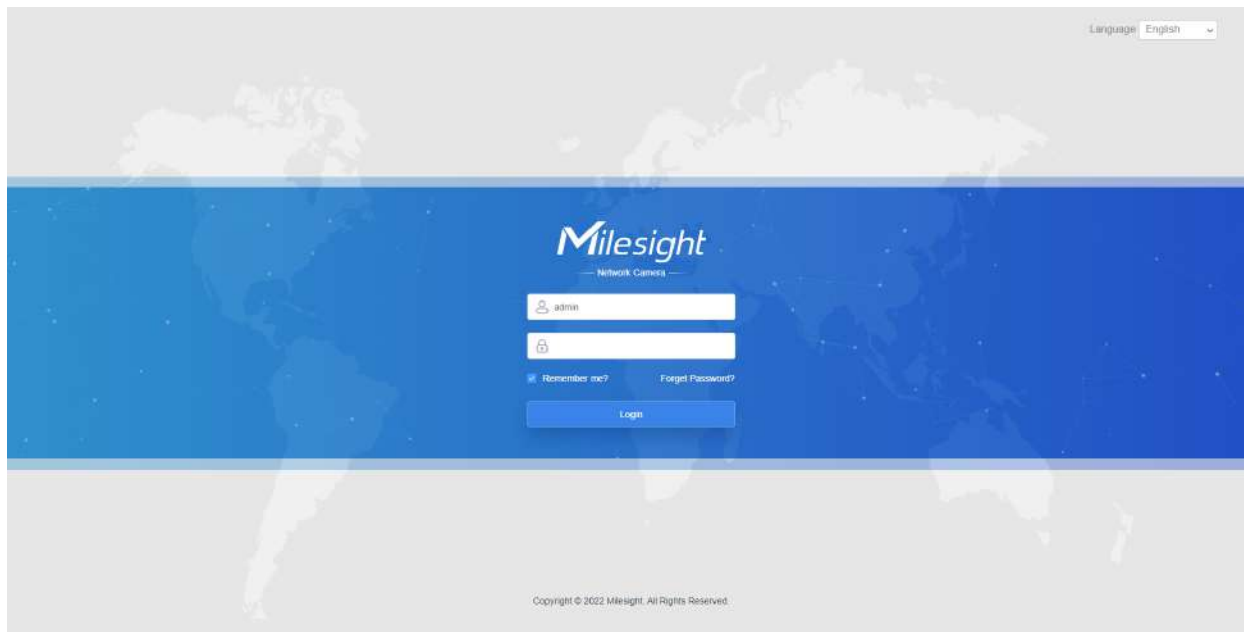 Language English
Milesight
Network Camera
admin
Remember me? Forget Password?
Login
Copyright © 2022 Milesight. All Rights Reserved.